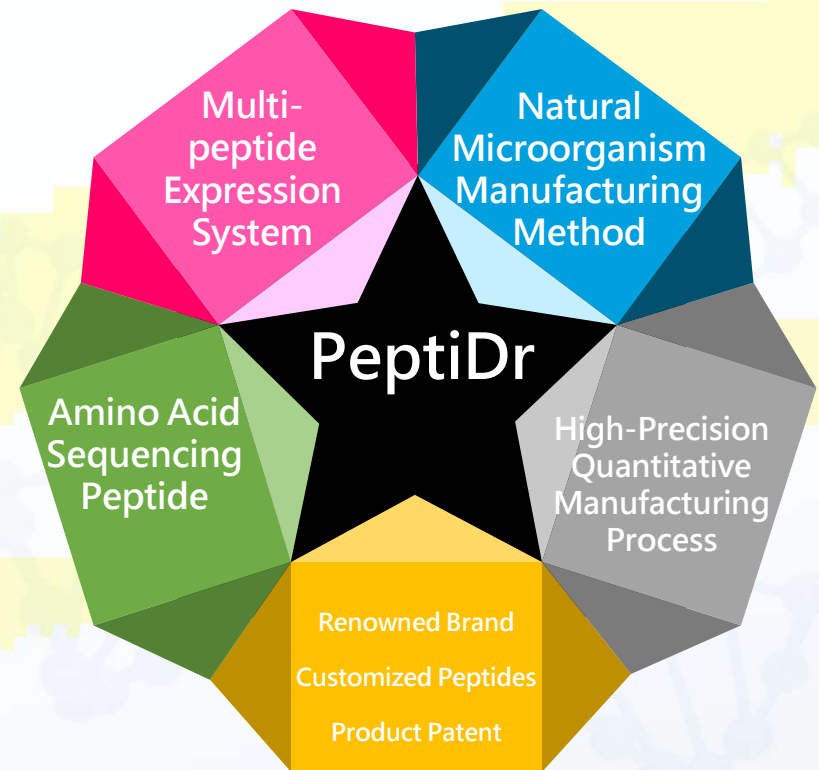 Multi-
peptide
Expression
System
Natural
Microorganism
Manufacturing
Method
PeptiDr
Amino Acid
Sequencing
Peptide
High-Precision
Quantitative
Manufacturing
Process
Renowned Brand
Customized Peptides
Product Patent